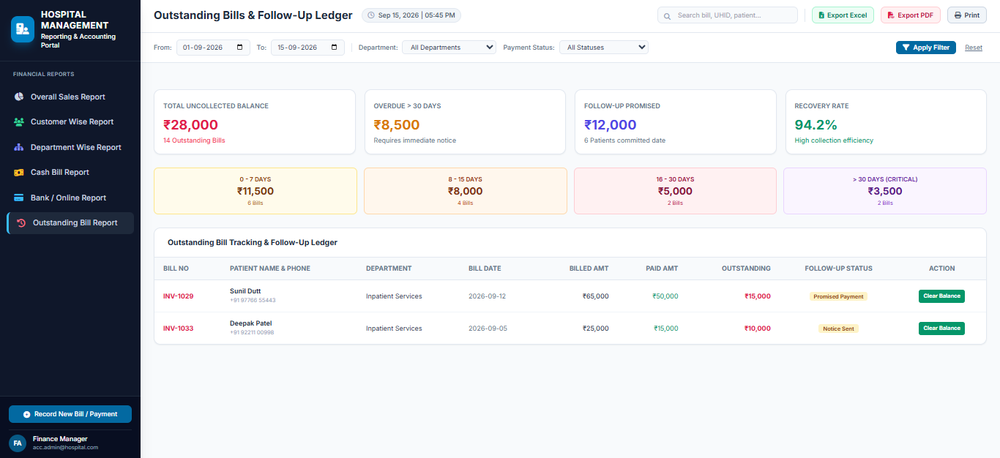 HOSPITAL
MANAGEMENT
Reporting & Accounting
Portal
FINANCIAL REPORTS
Overall Sales Report
Customer Wise Report
Department Wise Report
Cash Bill Report
Bank / Online Report
Outstanding Bill Report
Record New Bill / Payment
FA
Finance Manager
acc.admin@hospital.com
Outstanding Bills & Follow-Up Ledger
Sep 15, 2026 | 05:45 PM
Search bill, UHID, patient...
Export Excel
Export PDF
Print
From: 01-09-2026 To: 15-09-2026 Department: All Departments Payment Status: All Statuses Apply Filter Reset
TOTAL UNCOLLECTED BALANCE
₹28,000
14 Outstanding Bills
OVERDUE > 30 DAYS
₹8,500
Requires immediate notice
FOLLOW-UP PROMISED
₹12,000
6 Patients committed date
RECOVERY RATE
94.2%
High collection efficiency
0 - 7 DAYS
₹11,500
6 Bills
8 - 15 DAYS
₹8,000
4 Bills
16 - 30 DAYS
₹5,000
2 Bills
> 30 DAYS (CRITICAL)
₹3,500
2 Bills
Outstanding Bill Tracking & Follow-Up Ledger
BILL NO PATIENT NAME & PHONE DEPARTMENT BILL DATE BILLED AMT PAID AMT OUTSTANDING FOLLOW-UP STATUS ACTION
INV-1029 Sunil Dutt Inpatient Services 2026-09-12 ₹65,000 ₹50,000 ₹15,000 Promised Payment Clear Balance
+91 97766 55443
INV-1033 Deepak Patel Inpatient Services 2026-09-05 ₹25,000 ₹15,000 ₹10,000 Notice Sent Clear Balance
+91 92211 00998